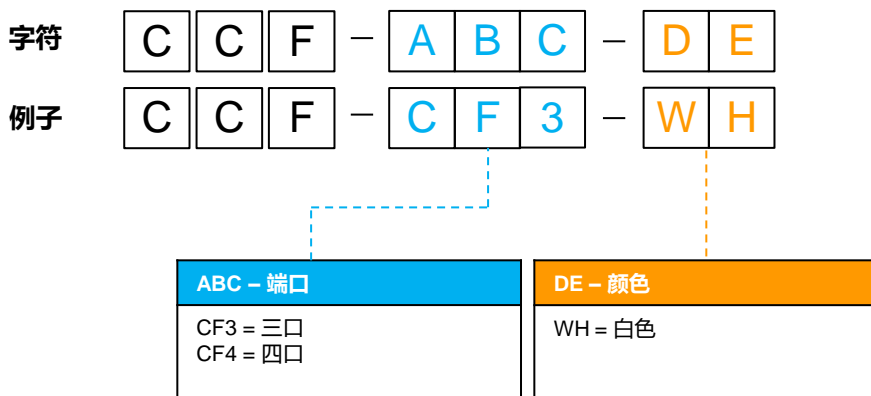 字符 C C F – A B C – D E
例子 C C F – C F 3 – W H
ABC – 端口
CF3 = 三口
CF4 = 四口
DE – 颜色
WH = 白色